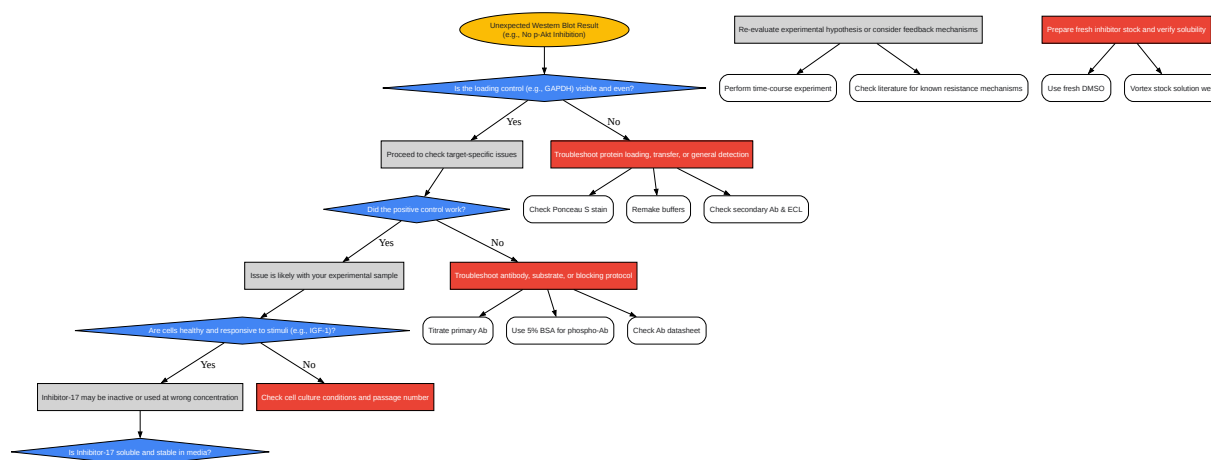 Unexpected Western Blot Result
(e.g., No p-Akt Inhibition)
Re-evaluate experimental hypothesis or consider feedback mechanisms
Prepare fresh inhibitor stock and verify solubility
Is the loading control (e.g., GAPDH) visible and even?
Perform time-course experiment
Check literature for known resistance mechanisms
Use fresh DMSO
Vortex stock solution we
Yes
No
Proceed to check target-specific issues
Troubleshoot protein loading, transfer, or general detection
Did the positive control work?
Check Ponceau S stain
Remake buffers
Check secondary Ab & ECL
Yes
No
Issue is likely with your experimental sample
Troubleshoot antibody, substrate, or blocking protocol
Are cells healthy and responsive to stimuli (e.g., IGF-1)?
Titrate primary Ab
Use 5% BSA for phospho-Ab
Check Ab datasheet
Yes
No
Inhibitor-17 may be inactive or used at wrong concentration
Check cell culture conditions and passage number
Is Inhibitor-17 soluble and stable in media?